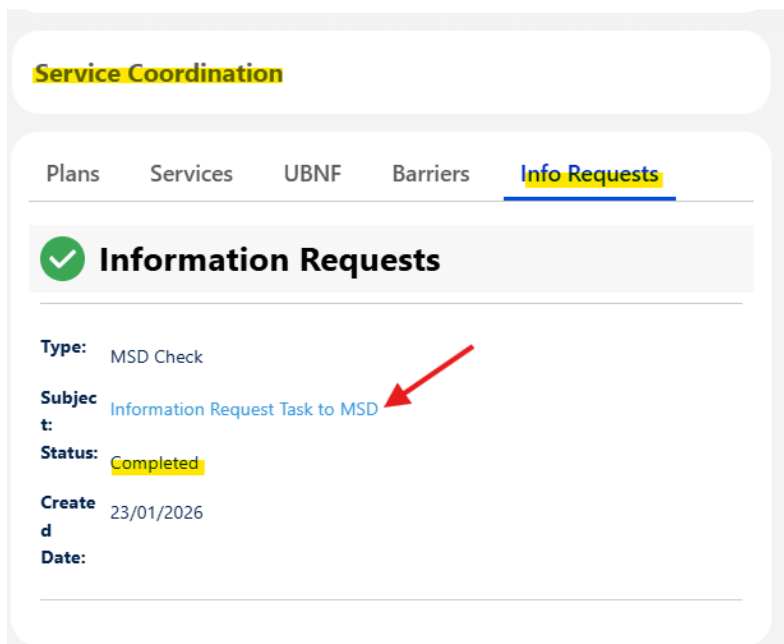 Service Coordination
Plans Services UBNF Barriers Info Requests
Information Requests
Type: MSD Check
Subjec
t: Information Request Task to MSD
Status: Completed
Create
d 23/01/2026
Date: